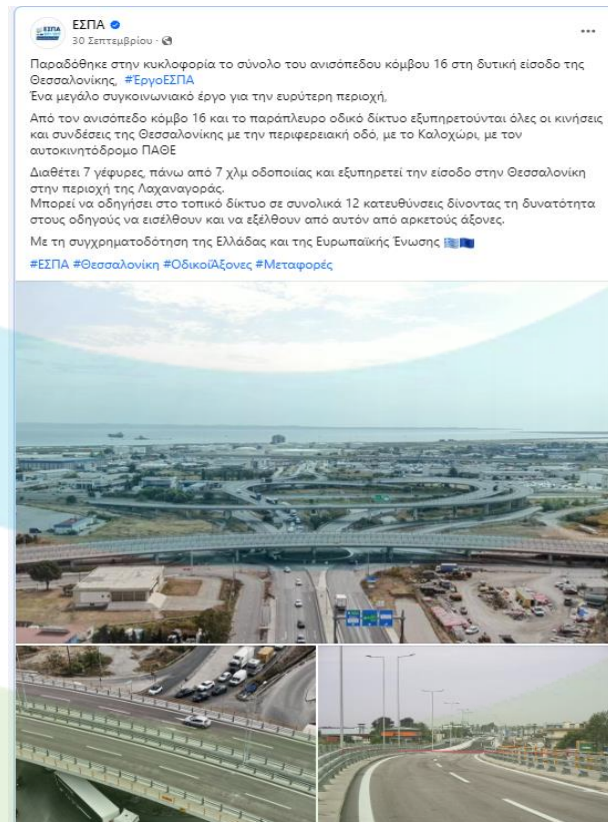 ΕΣΠΑ
30 Σεπτεμβρίου ·
Παραδόθηκε στην κυκλοφορία το σύνολο του ανισόπεδου κόμβου 16 στη δυτική είσοδο της
Θεσσαλονίκης, #ΈργοΕΣΠΑ
Ένα μεγάλο συγκοινωνιακό έργο για την ευρύτερη περιοχή,
Από τον ανισόπεδο κόμβο 16 και το παράπλευρο οδικό δίκτυο εξυπηρετούνται όλες οι κινήσεις
και συνδέσεις της Θεσσαλονίκης με την περιφερειακή οδό, με το Καλοχώρι, με τον
αυτοκινητόδρομο ΠΑΘΕ
Διαθέτει 7 γέφυρες, πάνω από 7 χλμ οδοποιίας και εξυπηρετεί την είσοδο στην Θεσσαλονίκη
στην περιοχή της Λαχαναγοράς.
Μπορεί να οδηγήσει στο τοπικό δίκτυο σε συνολικά 12 κατευθύνσεις δίνοντας τη δυνατότητα
στους οδηγούς να εισέλθουν και να εξέλθουν από αυτόν από αρκετούς άξονες.
Με τη συγχρηματοδότηση της Ελλάδας και της Ευρωπαϊκής Ένωσης
#ΕΣΠΑ #Θεσσαλονίκη #ΟδικοίΆξονες #Μεταφορές